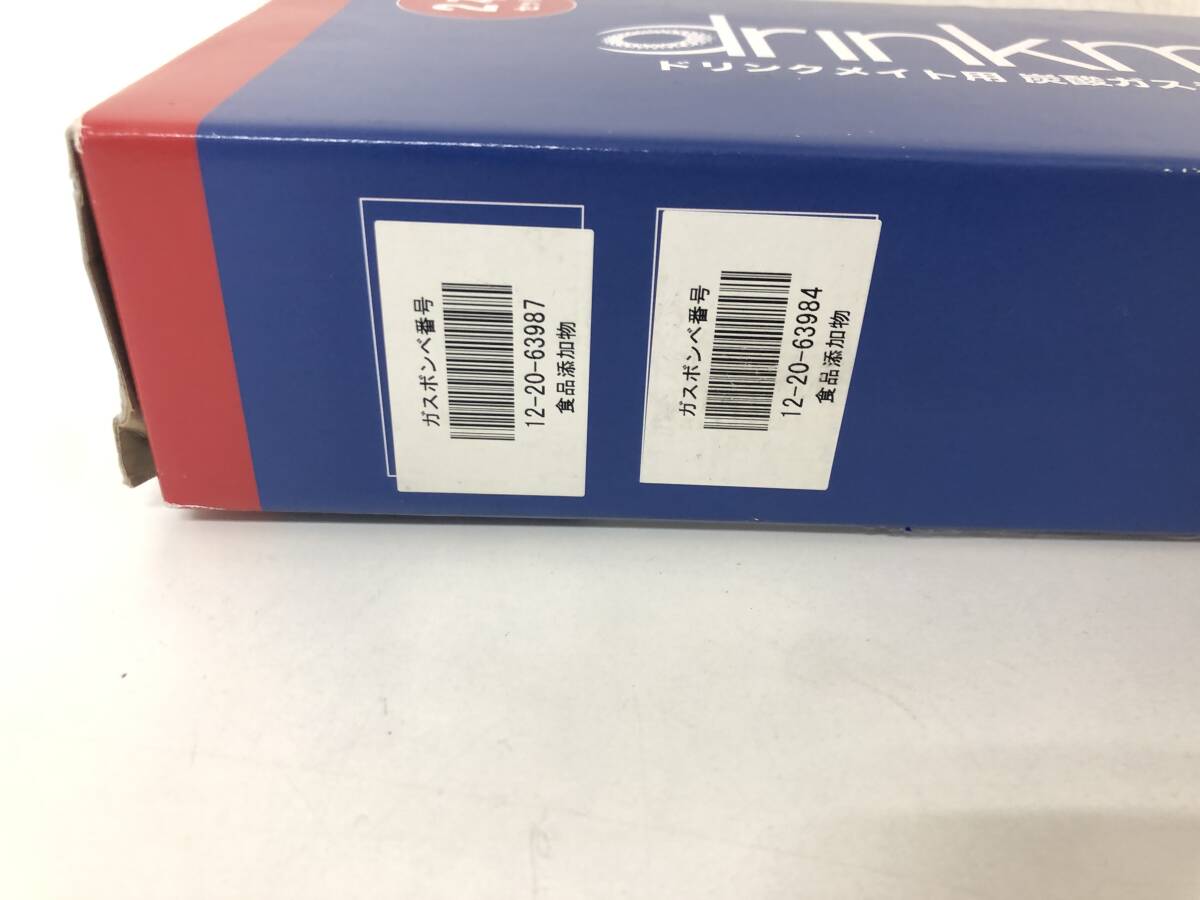 drinkm
ドリンクメイト用 炭酸ガス
ガスボンベ番号
12-20-63987
食品添加物
ガスボンベ番号
12-20-63984
食品添加物